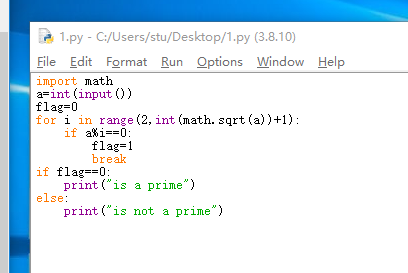 1.py - C:/Users/stu/Desktop/1.py (3.8.10)
File Edit Format Run Options Window Help
import math
a=int(input())
flag=0
for i in range(2,int(math.sqrt(a))+1):
    if a%i==0:
        flag=1
        break
if flag==0:
    print("is a prime")
else:
    print("is not a prime")